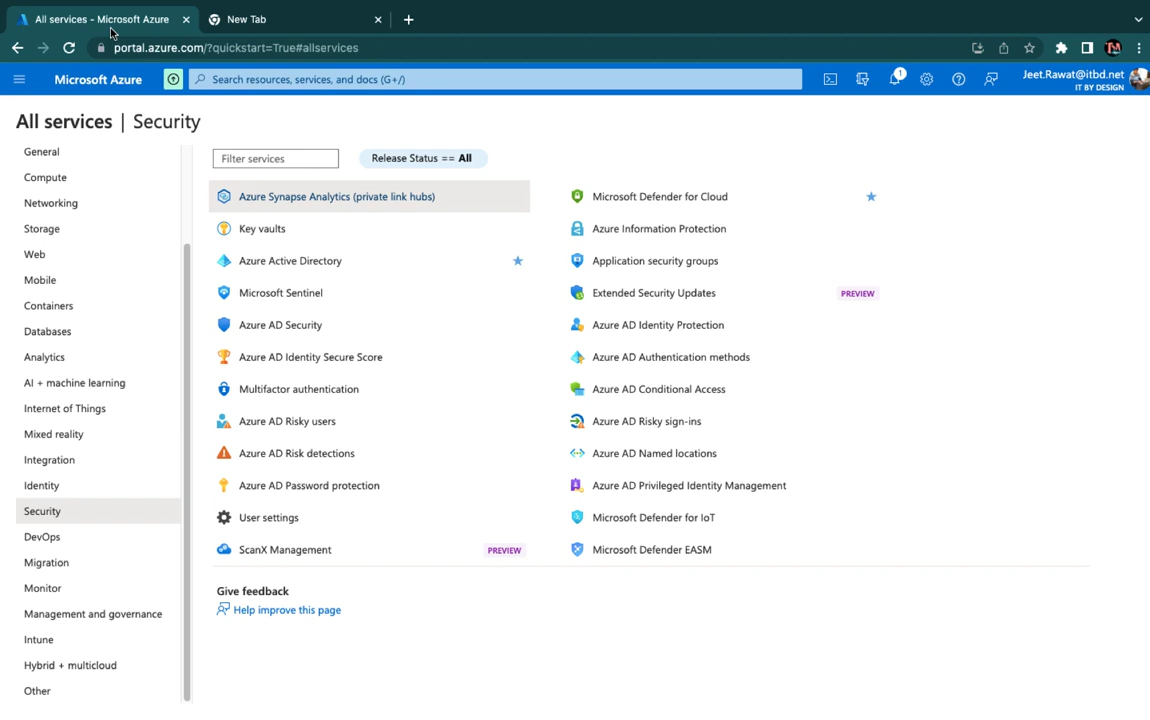 All services - Microsoft Azure
New Tab
portal.azure.com/?quickstart=True#allservices
Microsoft Azure
Search resources, services, and docs (G+/)
1
Jeet.Rawat@itbd.net
IT BY DESIGN
All services | Security
General
Compute
Networking
Storage
Web
Mobile
Containers
Databases
Analytics
AI + machine learning
Internet of Things
Mixed reality
Integration
Identity
Security
DevOps
Migration
Monitor
Management and governance
Intune
Hybrid + multicloud
Other
Filter services
Release Status == All
Azure Synapse Analytics (private link hubs)
Microsoft Defender for Cloud
Key vaults
Azure Information Protection
Azure Active Directory
Application security groups
Microsoft Sentinel
Extended Security Updates PREVIEW
Azure AD Security
Azure AD Identity Protection
Azure AD Identity Secure Score
Azure AD Authentication methods
Multifactor authentication
Azure AD Conditional Access
Azure AD Risky users
Azure AD Risky sign-ins
Azure AD Risk detections
Azure AD Named locations
Azure AD Password protection
Azure AD Privileged Identity Management
User settings
Microsoft Defender for IoT
ScanX Management PREVIEW
Microsoft Defender EASM
Give feedback
Help improve this page